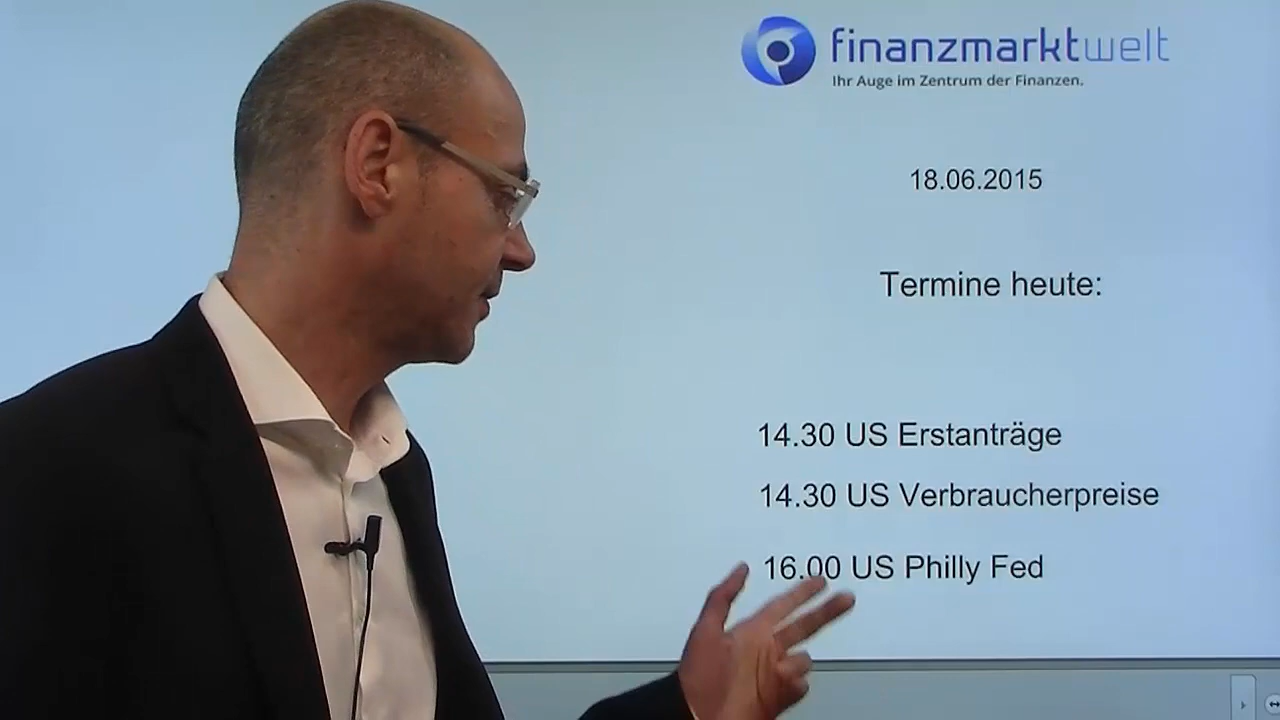 finanzmarktwelt
Ihr Auge im Zentrum der Finanzen.
18.06.2015
Termine heute:
14.30 US Erstanträge
14.30 US Verbraucherpreise
16.00 US Philly Fed